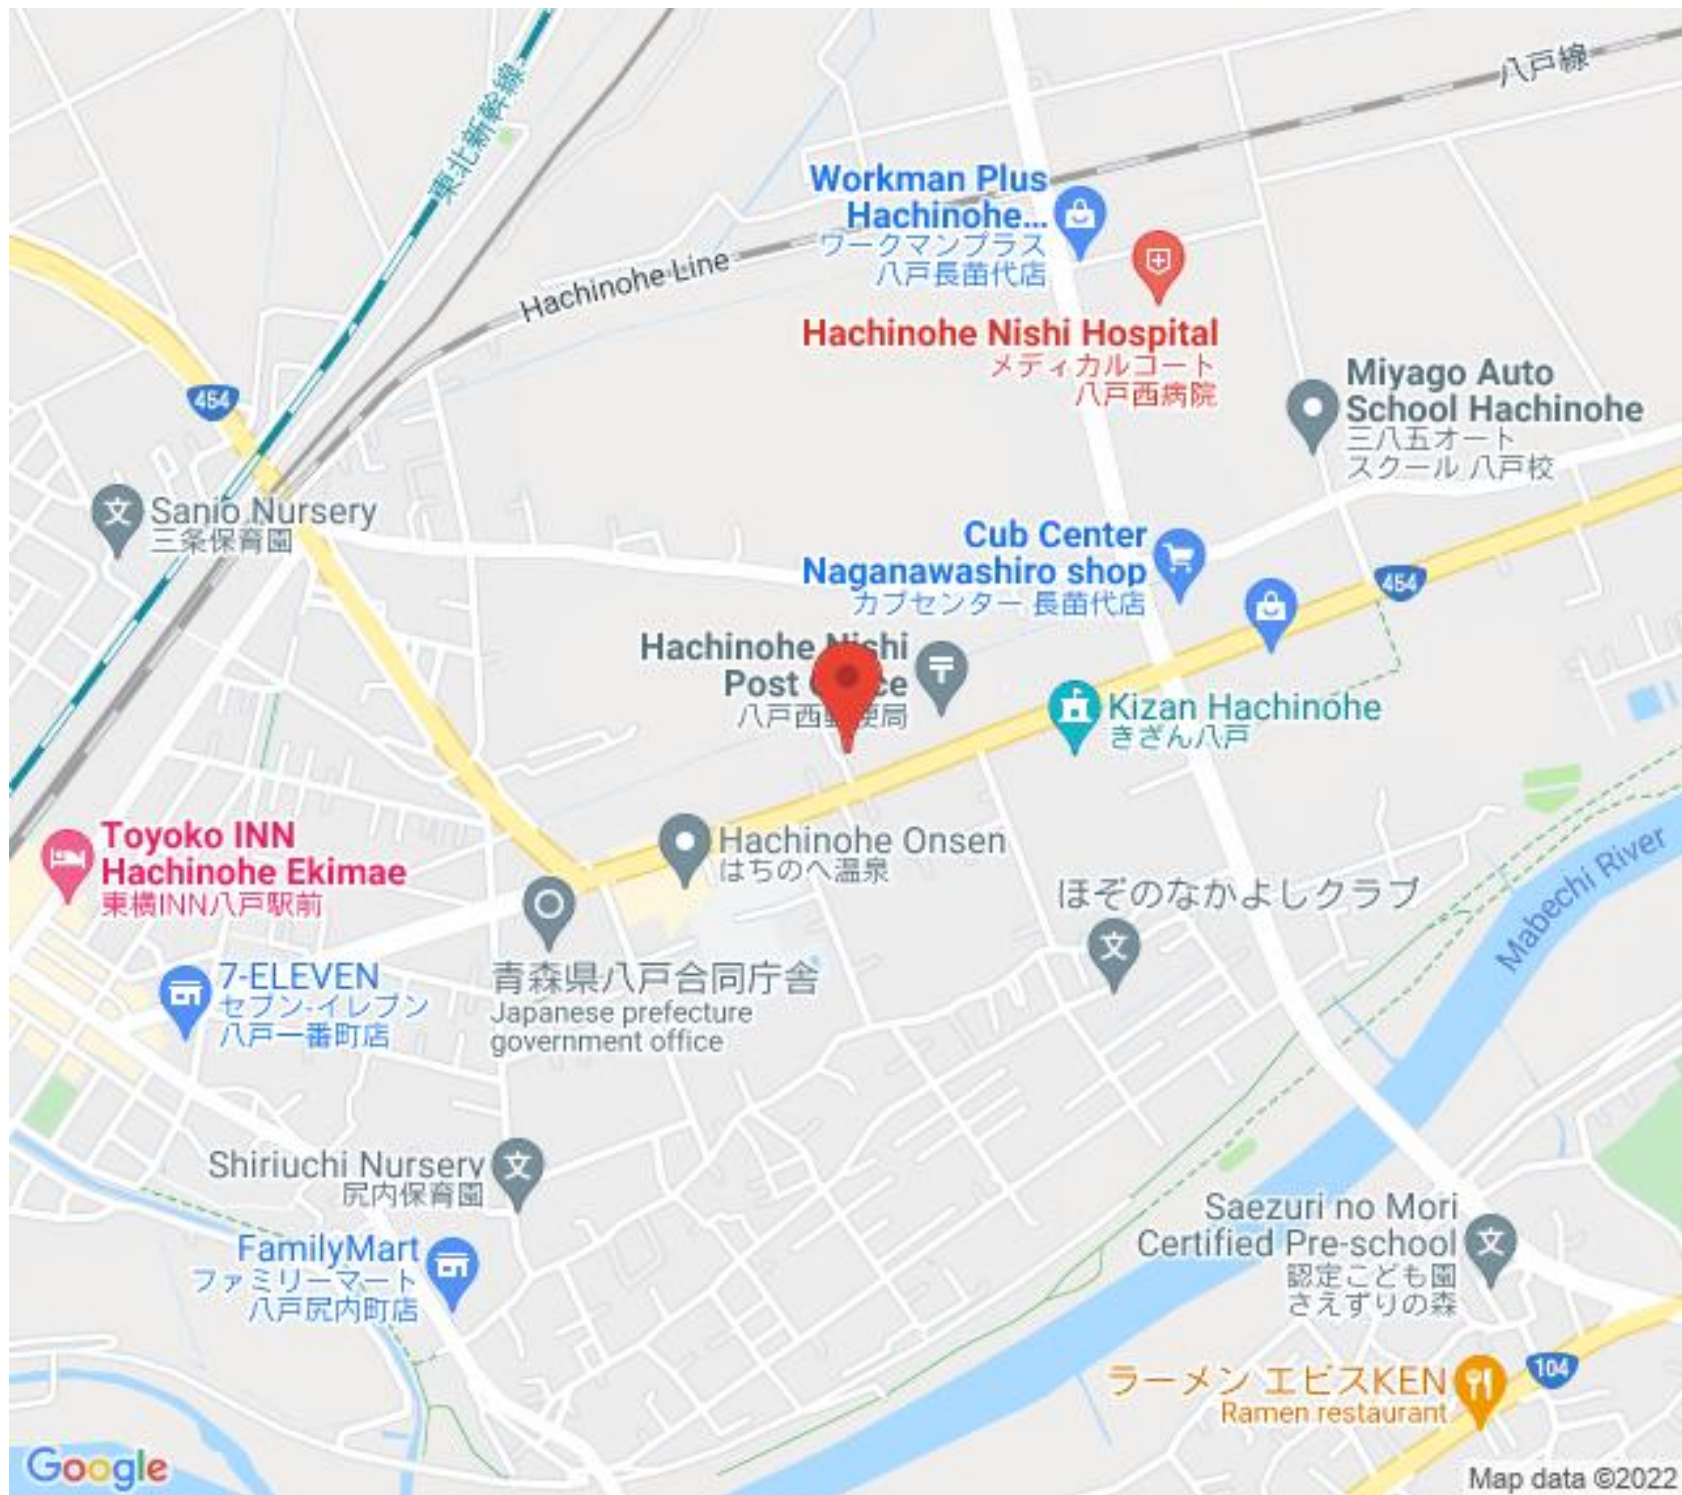 東北新幹線
八戸線
Workman Plus
Hachinohe...
ワークマンプラス
八戸長苗代店
Hachinohe Line
Hachinohe Nishi Hospital
メディカルコート
八戸西病院
454
Miyago Auto
School Hachinohe
三八五オート
スクール 八戸校
Sanjo Nursery
三条保育園
Cub Center
Naganawashiro shop
カブセンター 長苗代店
454
Hachinohe Nishi
Post
八戸西郵便局
Kizan Hachinohe
きざん八戸
Toyoko INN
Hachinohe Ekimae
東横INN八戸駅前
Hachinohe Onsen
はちのへ温泉
Mabechi River
ほぞのなかよしクラブ
7-ELEVEN
セブン-イレブン
八戸一番町店
青森県八戸合同庁舎
Japanese prefecture
government office
Shiriuchi Nursery
尻内保育園
Saezuri no Mori
Certified Pre-school
認定こども園
さえずりの森
FamilyMart
ファミリーマート
八戸尻内町店
ラーメン エビスKEN
Ramen restaurant
104
Google
Map data ©2022